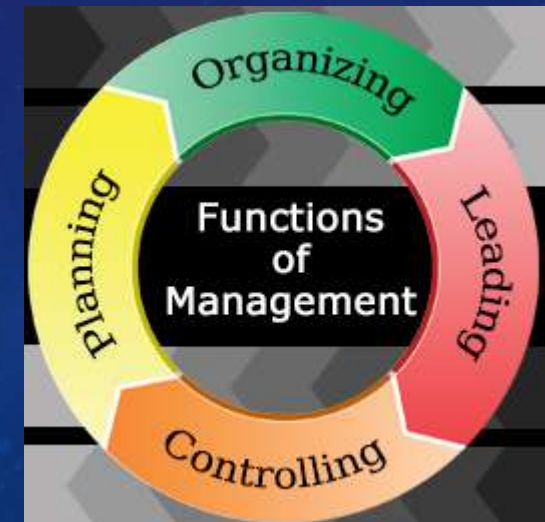 Organizing
Planning
Functions
of
Management
Leading
Controlling